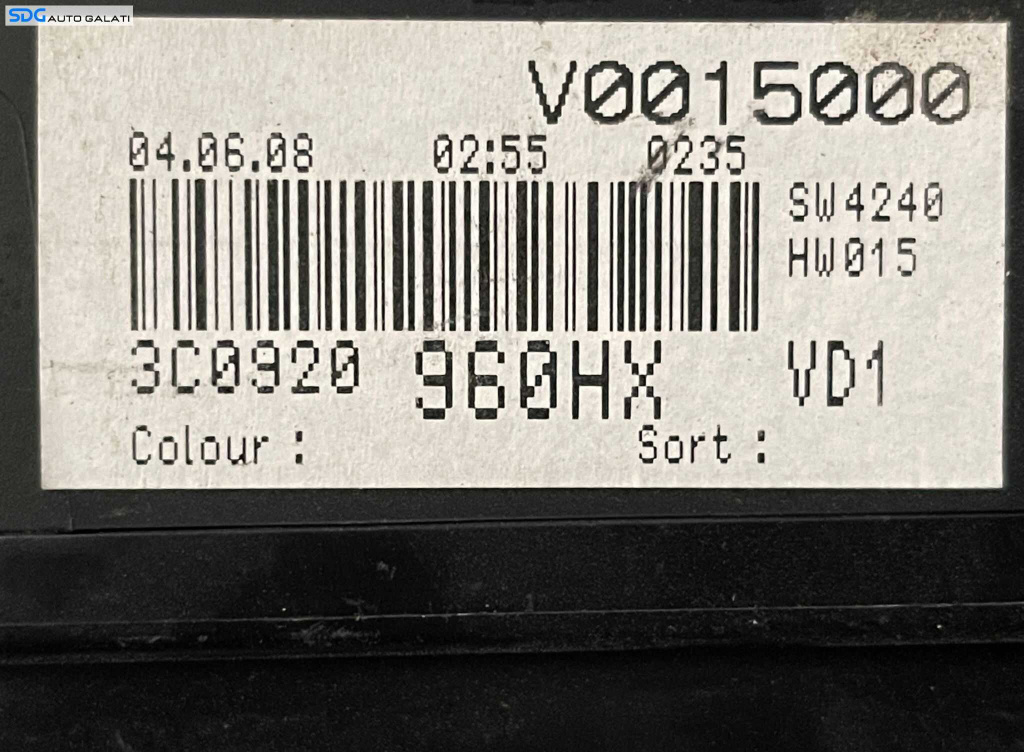 SDG AUTO GALATI
V0015000
04.06.08 02:55 0235
SW4240
HW015
3C0920 960HX VD1
Colour : Sort :